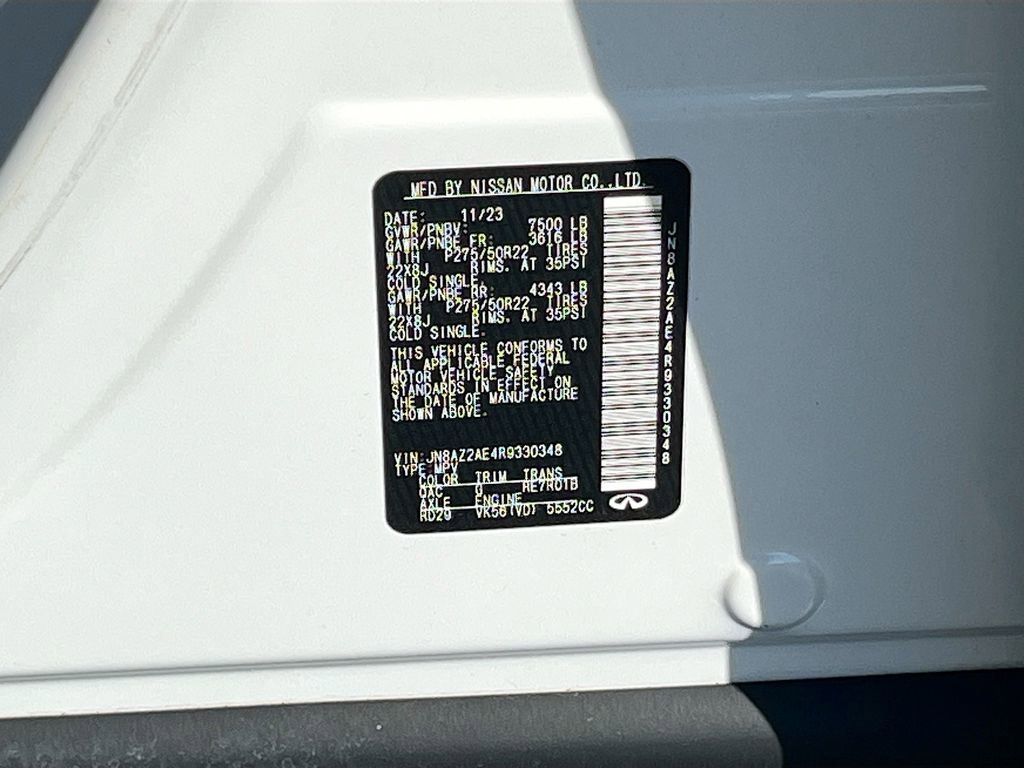 MFD BY NISSAN MOTOR CO.,LTD.
DATE: 11/23
GVWR/PNBV: 7500 LB
GAWR/PNBE FR: 3616 LB
WITH P275/50R22 TIRES
22X8J RIMS. AT 35PSI
COLD SINGLE.
GAWR/PNBE RR: 4343 LB
WITH P275/50R22 TIRES
22X8J RIMS. AT 35PSI
COLD SINGLE.
THIS VEHICLE CONFORMS TO
ALL APPLICABLE FEDERAL
MOTOR VEHICLE SAFETY
STANDARDS IN EFFECT ON
THE DATE OF MANUFACTURE
SHOWN ABOVE.
VIN:JN8AZ2AE4R9330348
TYPE MPV
COLOR TRIM TRANS
QAC G RE7R01B
AXLE ENGINE
RD29 VK56(VD) 5552CC
JN8AZ2AE4R9330348